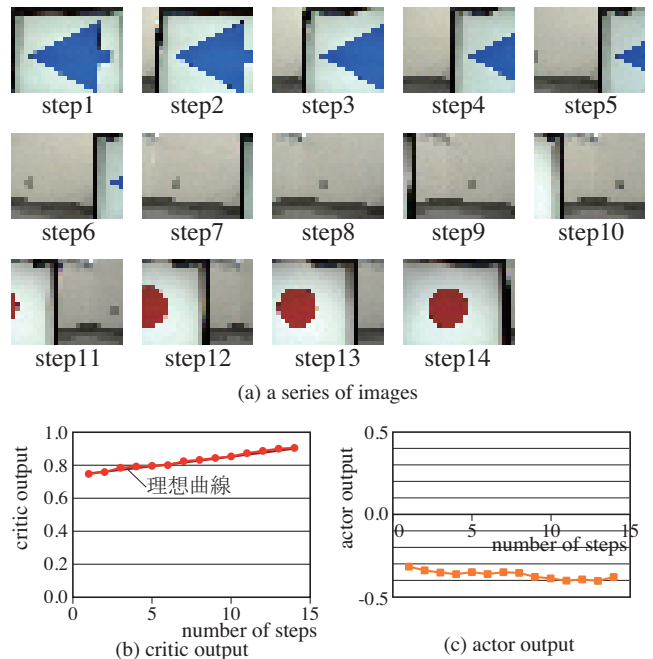 step1 step2 step3 step4 step5
step6 step7 step8 step9 step10
step11 step12 step13 step14
(a) a series of images
critic output
1.0
0.8
0.6
0.4
0.2
0.0
理想曲線
0 5 10 15
number of steps
(b) critic output
actor output
0.5
0.0
-0.5
0 5 10 15
number of steps
(c) actor output